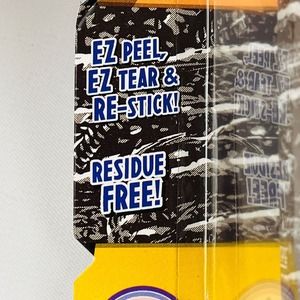 EZ PEEL,
EZ TEAR &
RE-STICK!
RESIDUE
FREE!